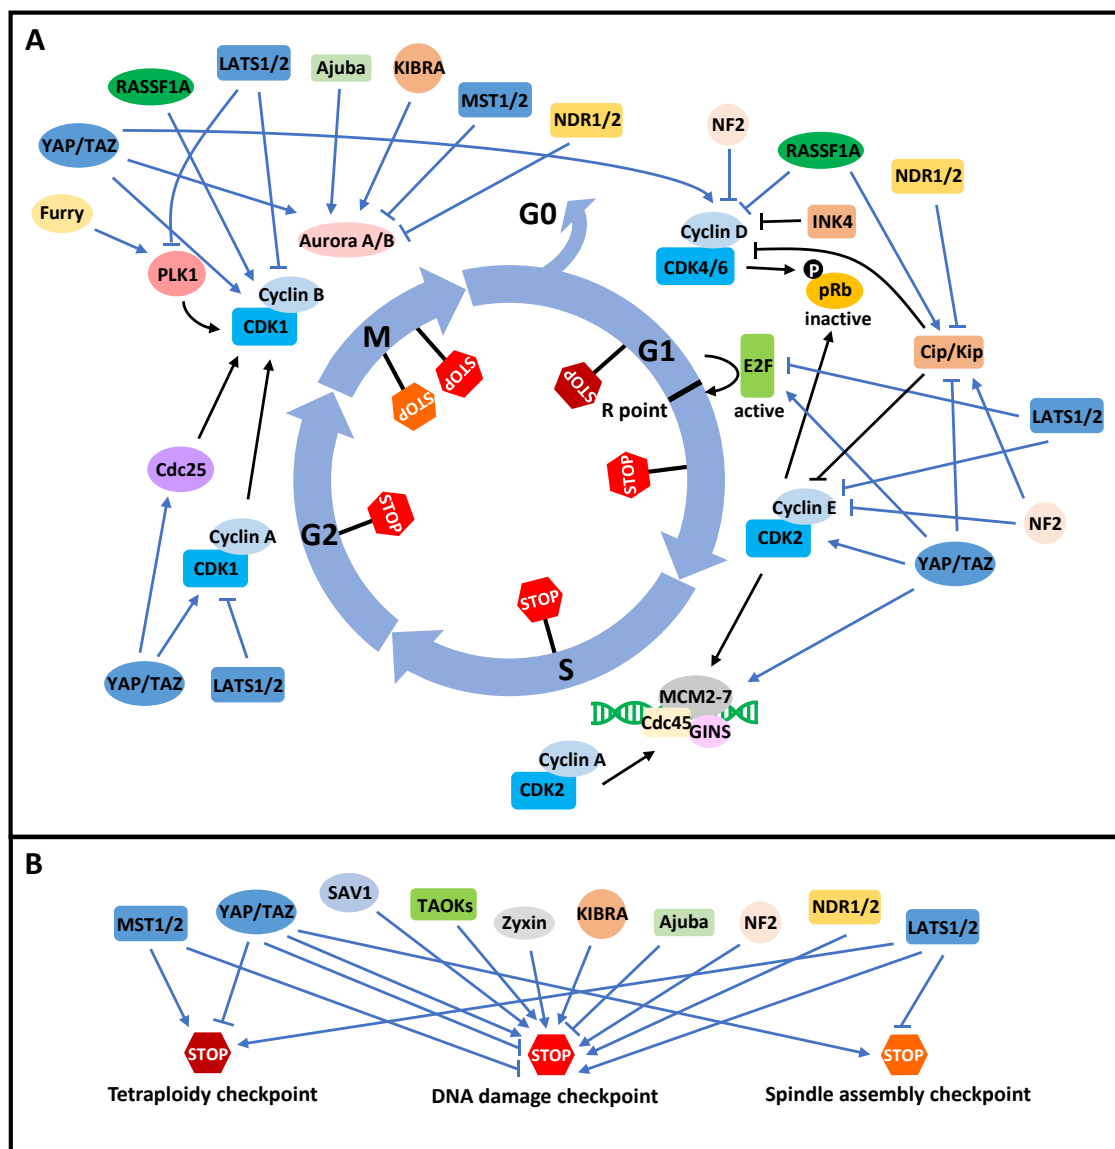 A
LATS1/2
Ajuba
KIBRA
RASSF1A
MST1/2
NDR1/2
NF2
RASSF1A
YAP/TAZ
NDR1/2
Furry
G0
INK4
Aurora A/B
Cyclin D
CDK4/6
P
PLK1
pRb
Cyclin B
inactive
CDK1
M
G1
Cip/Kip
E2F
STOP
STOP
STOP
R point
active
LATS1/2
STOP
Cdc25
STOP
STOP
Cyclin E
NF2
G2
Cyclin A
CDK2
CDK1
YAP/TAZ
STOP
S
YAP/TAZ
LATS1/2
MCM2-7
Cdc45
GINS
Cyclin A
CDK2
B
SAV1
YAP/TAZ
TAOKs
KIBRA
NDR1/2
MST1/2
Zyxin
Ajuba
NF2
LATS1/2
STOP
STOP
STOP
Tetraploidy checkpoint
DNA damage checkpoint
Spindle assembly checkpoint